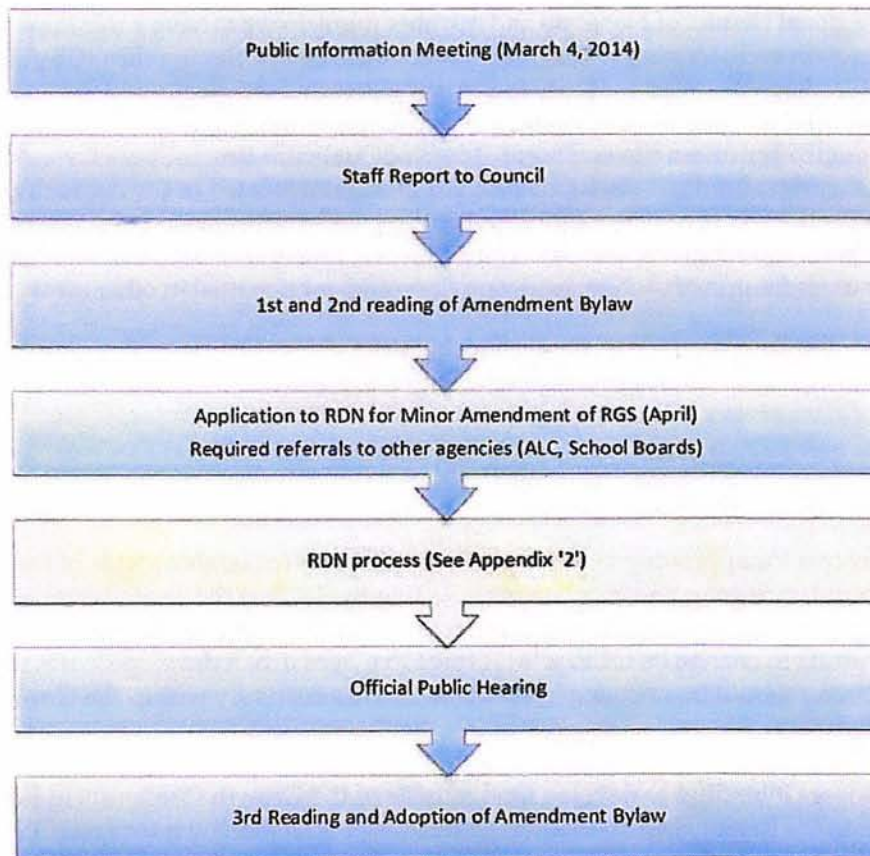 Public Information Meeting (March 4, 2014)
Staff Report to Council
1st and 2nd reading of Amendment Bylaw
Application to RDN for Minor Amendment of RGS (April)
Required referrals to other agencies (ALC, School Boards)
RDN process (See Appendix '2')
Official Public Hearing
3rd Reading and Adoption of Amendment Bylaw